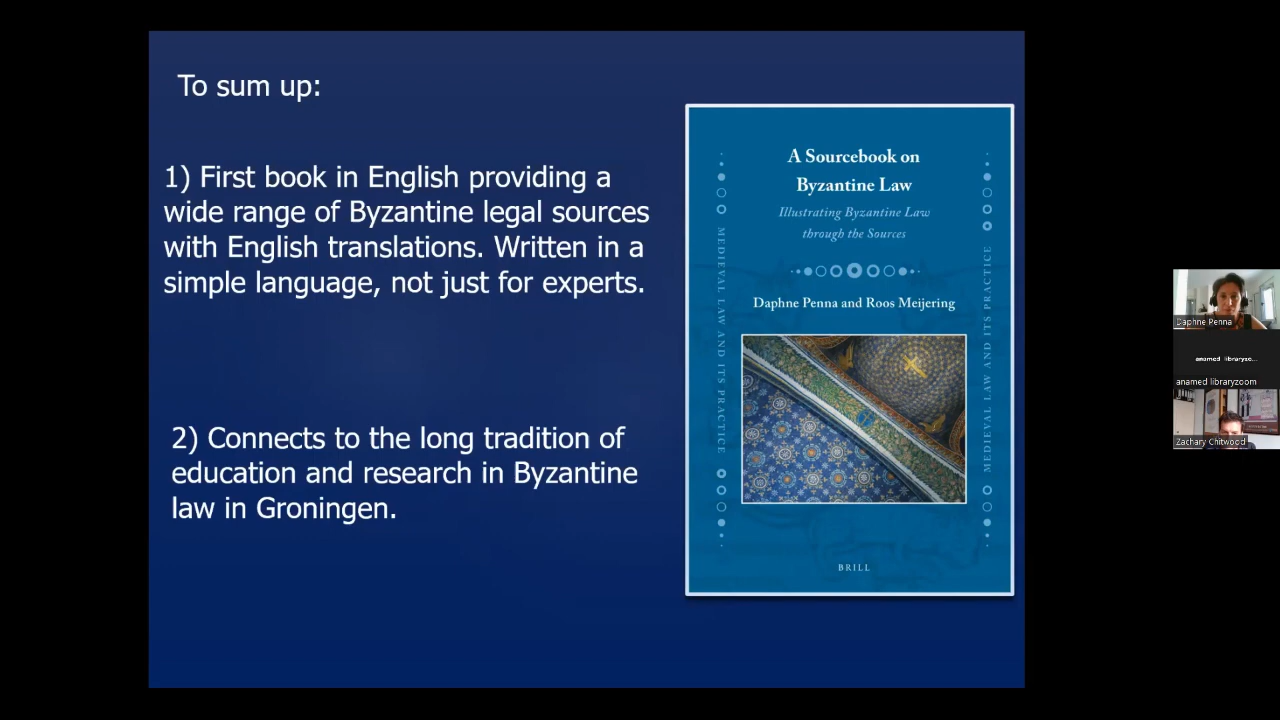 To sum up:
1) First book in English providing a
wide range of Byzantine legal sources
with English translations. Written in a
simple language, not just for experts.
2) Connects to the long tradition of
education and research in Byzantine
law in Groningen.
A Sourcebook on
Byzantine Law
Illustrating Byzantine Law
through the Sources
Daphne Penna and Roos Meijering
MEDIEVAL LAW AND ITS PRACTICE
MEDIEVAL LAW AND ITS PRACTICE
BRILL
Daphne Penna
anamed libraryzo...
anamed libraryzoom
Zachary Chitwood